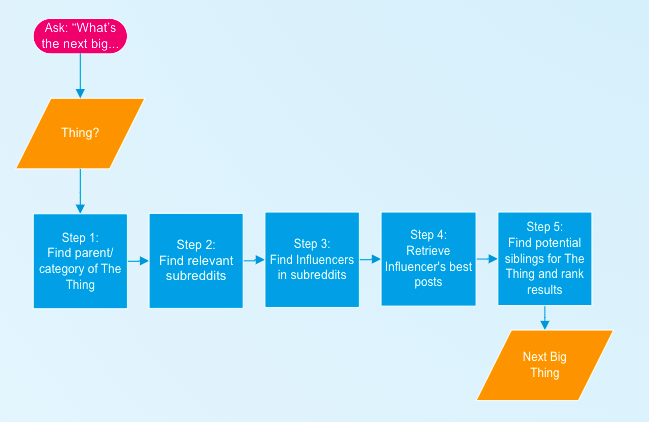 Ask: “What's
the next big...
Thing?
Step 1:
Find parent/
category of The
Thing
Step 2:
Find relevant
subreddits
Step 3:
Find Influencers
in subreddits
Step 4:
Retrieve
Influencer's best
posts
Step 5:
Find potential
siblings for The
Thing and rank
results
Next Big
Thing